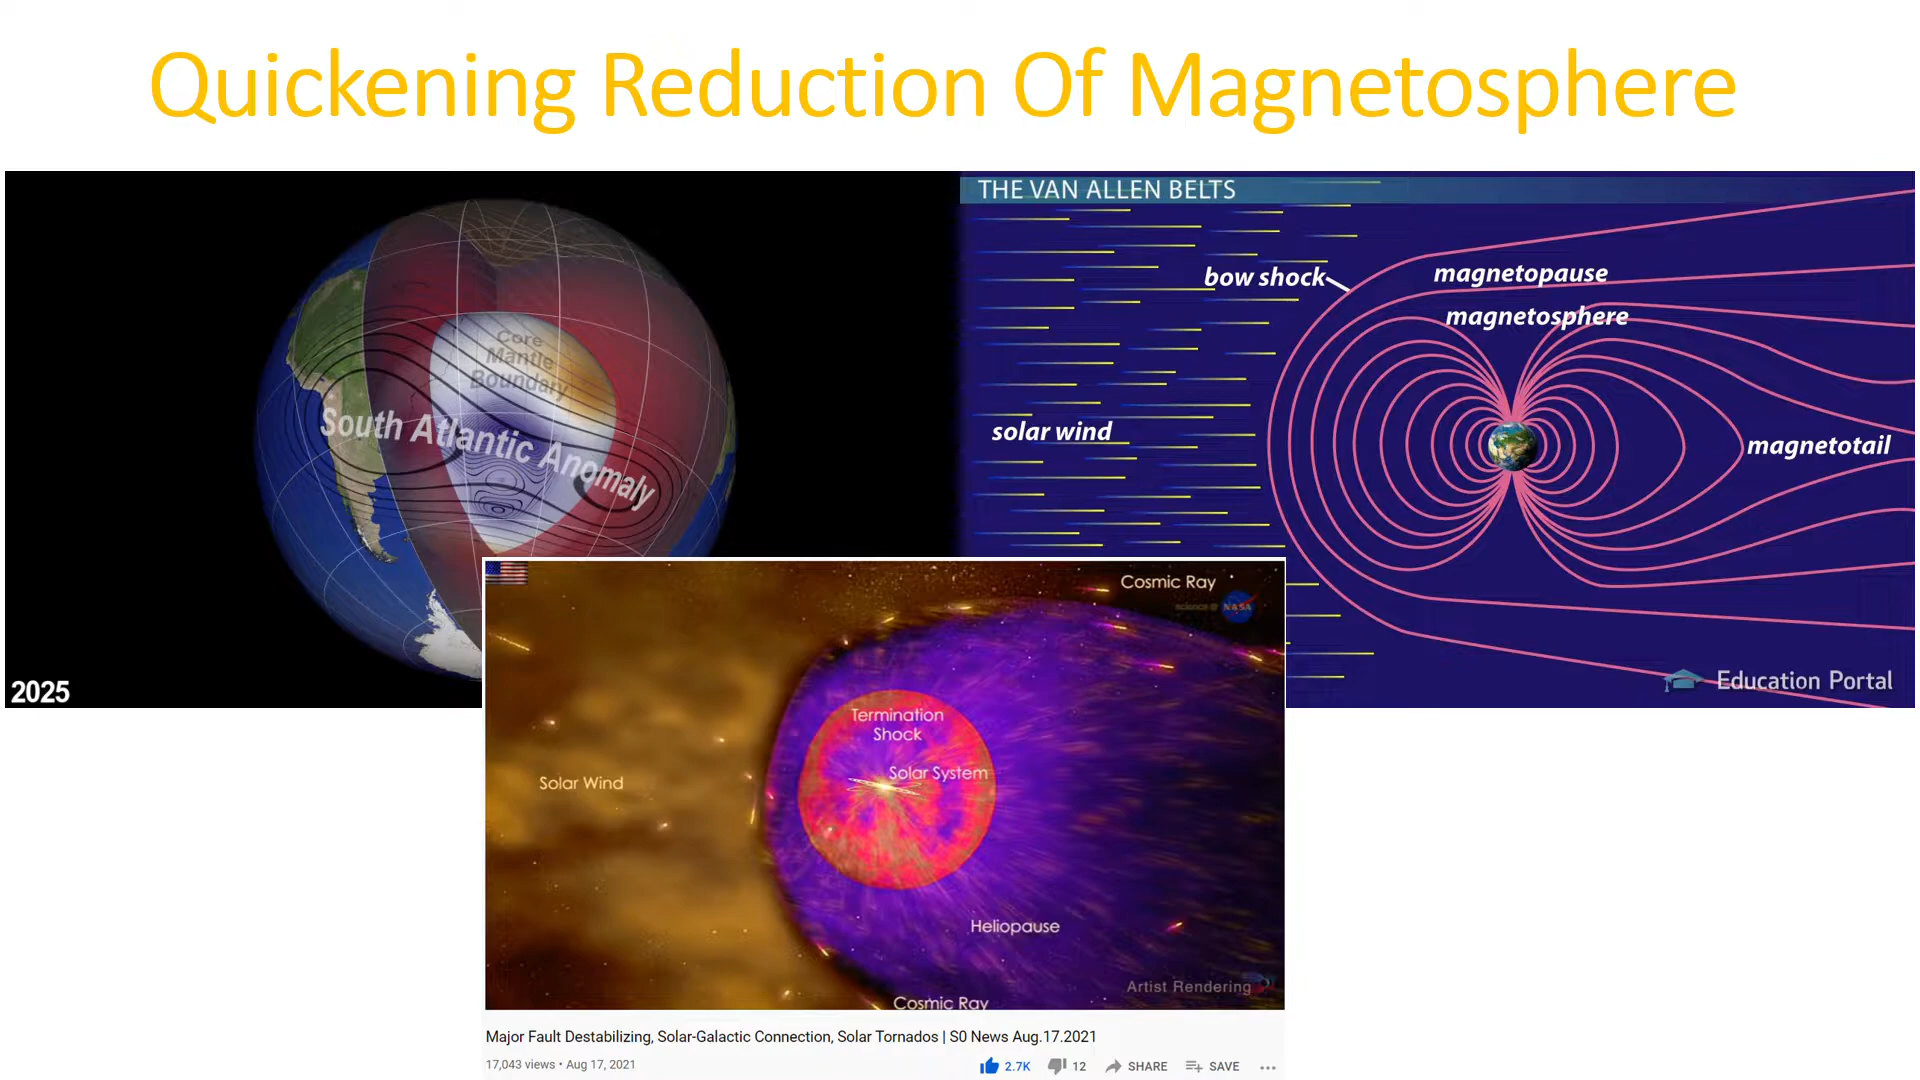 Quickening Reduction Of Magnetosphere
Core
Mantle
Boundary
South Atlantic Anomaly
2025
THE VAN ALLEN BELTS
bow shock
magnetopause
magnetosphere
solar wind
magnetotail
Education Portal
Cosmic Ray
science@ NASA
Termination
Shock
Solar System
Solar Wind
Heliopause
Artist Rendering
Cosmic Ray
Major Fault Destabilizing, Solar-Galactic Connection, Solar Tornados | S0 News Aug.17.2021
17,043 views • Aug 17, 2021
2.7K
12
SHARE
SAVE